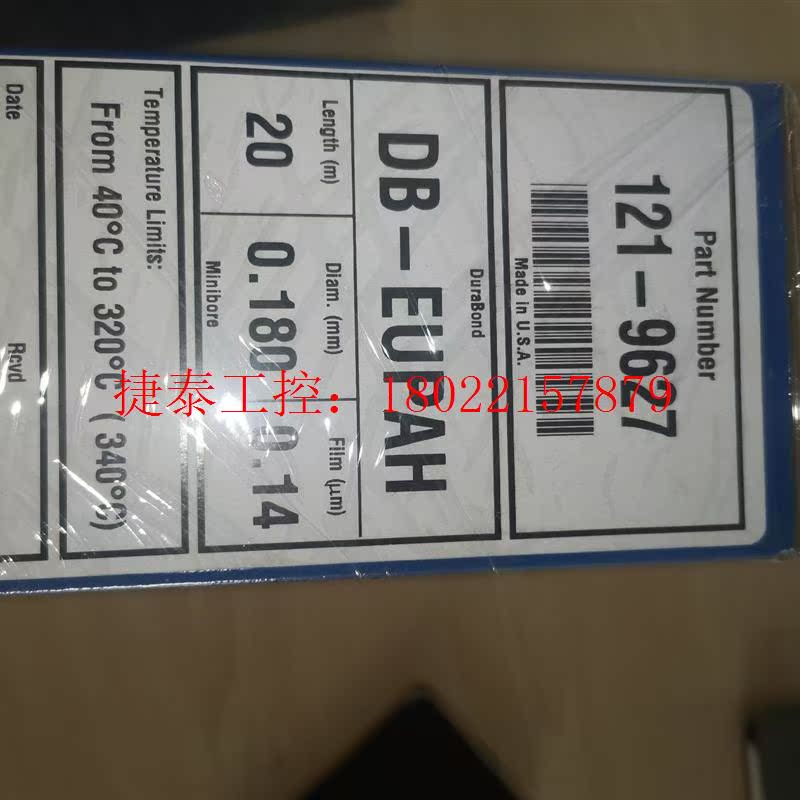 Part Number
121-9627
Made in U.S.A.
DuraBond
DB-EUPAH
Length (m)
20
Diam. (mm)
0.180
Minibore
Film (μm)
0.14
Temperature Limits:
From 40°C to 320°C (340°C)
Date
Rcvd
捷泰工控：18022157879